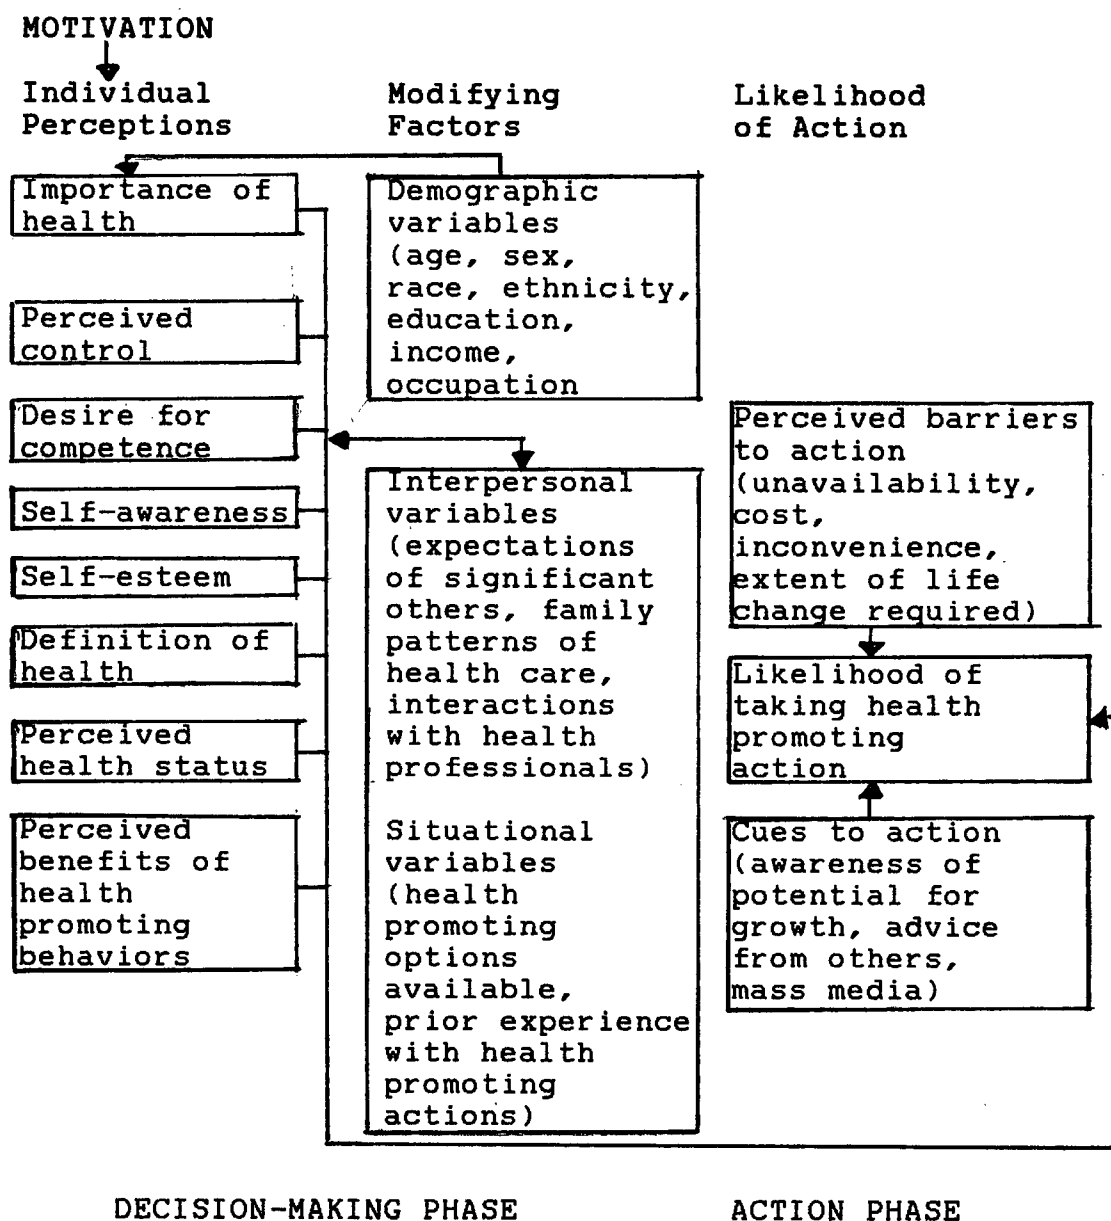 MOTIVATION
Individual
Perceptions
Modifying
Factors
Likelihood
of Action
Importance of
health
Perceived
control
Desire for
competence
Self-awareness
Self-esteem
Definition of
health
Perceived
health status
Perceived
benefits of
health
promoting
behaviors
Demographic
variables
(age, sex,
race, ethnicity,
education,
income,
occupation
Interpersonal
variables
(expectations
of significant
others, family
patterns of
health care,
interactions
with health
professionals)
Situational
variables
(health
promoting
options
available,
prior experience
with health
promoting
actions)
Perceived barriers
to action
(unavailability,
cost,
inconvenience,
extent of life
change required)
Likelihood of
taking health
promoting
action
Cues to action
(awareness of
potential for
growth, advice
from others,
mass media)
DECISION-MAKING PHASE
ACTION PHASE